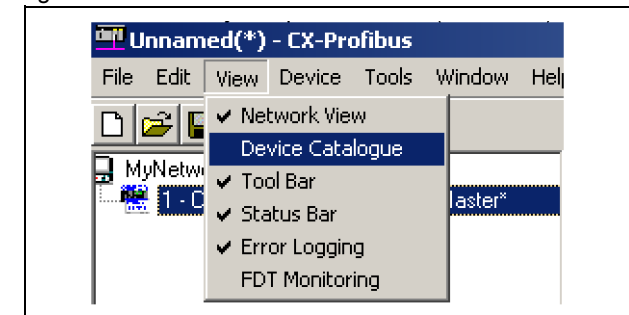 Unnamed(*) - CX-Profibus
File Edit View Device Tools Window
Network View
Device Catalogue
MyNetw
Tool Bar
1 - C
Master*
Status Bar
Error Logging
FDT Monitoring